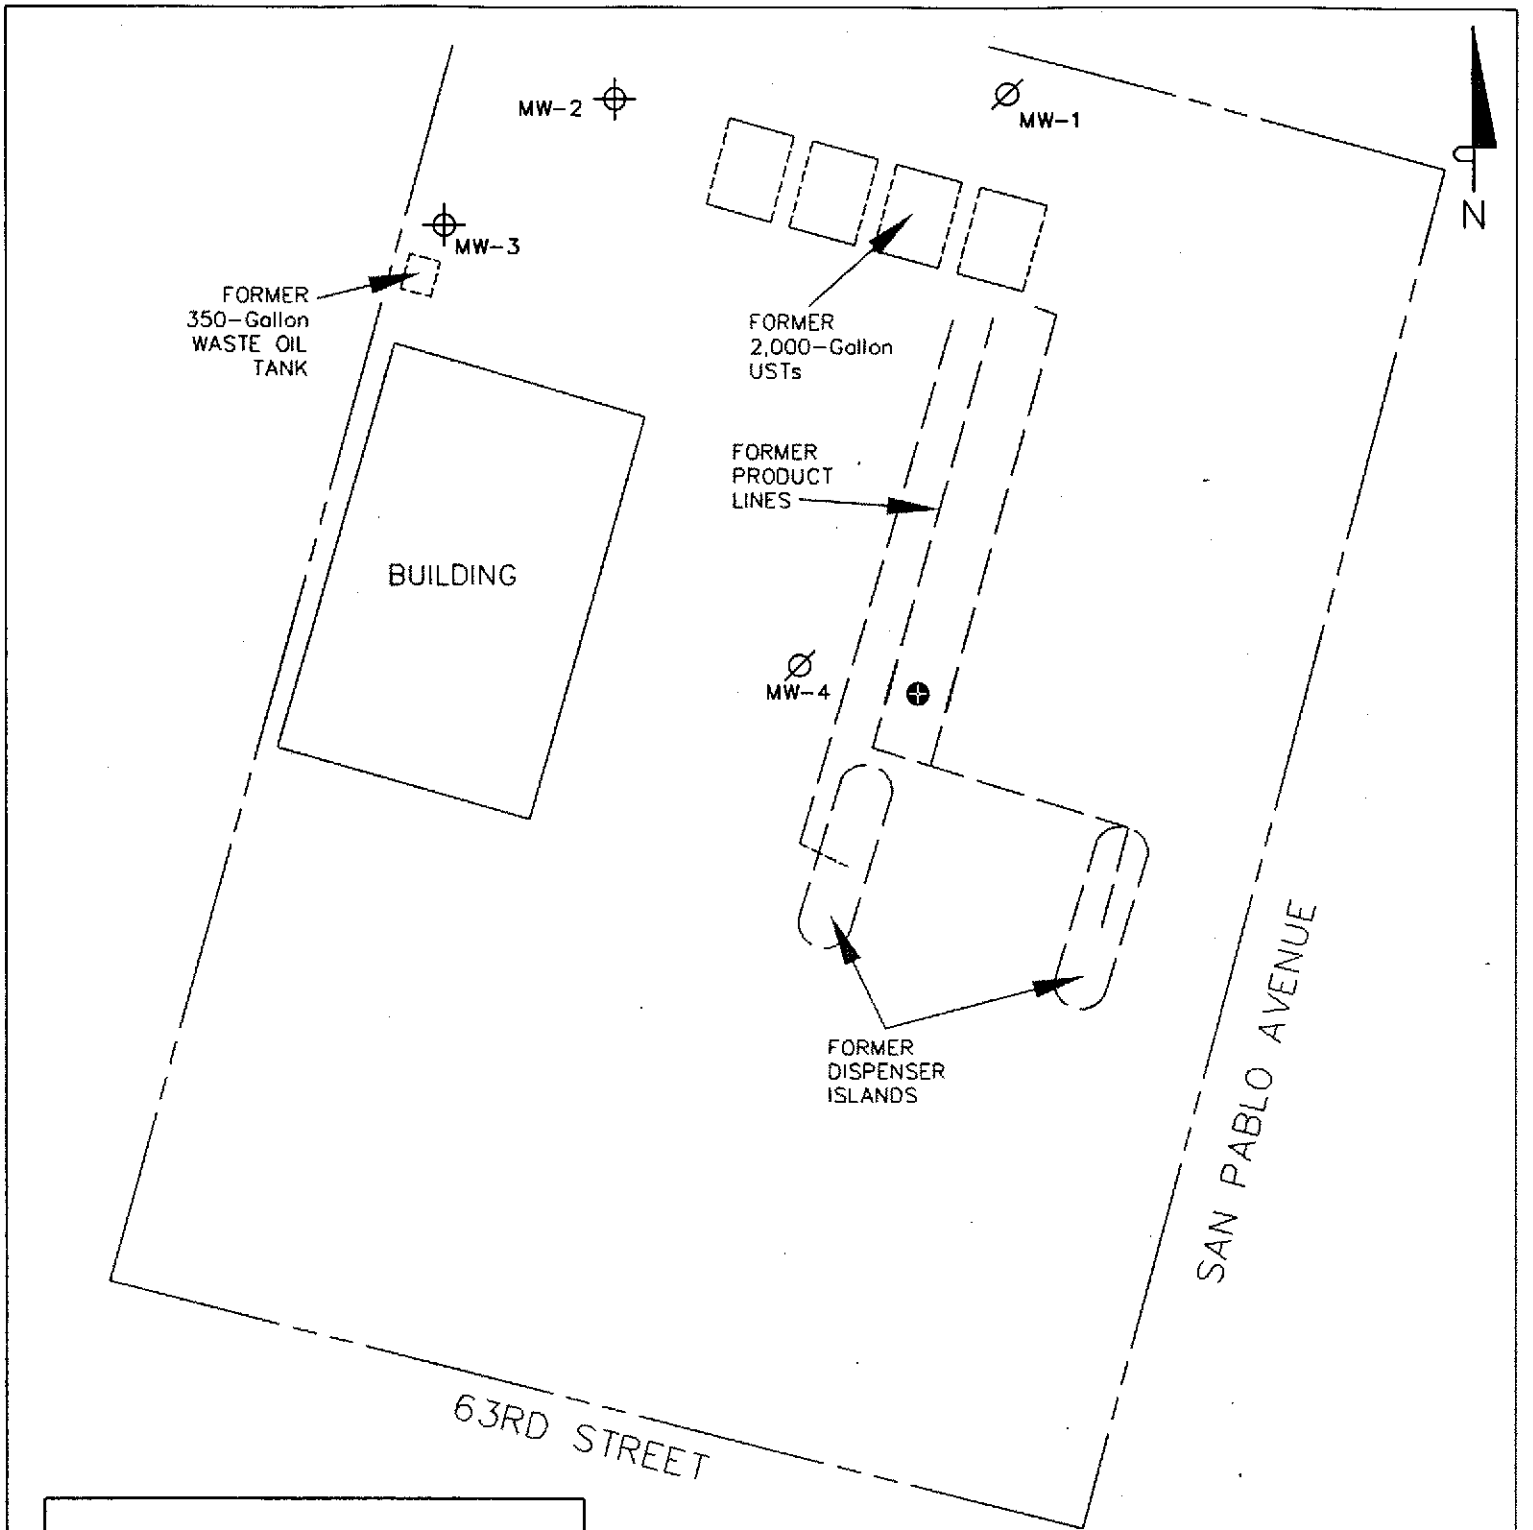 MW-2
MW-1
N
MW-3
FORMER
350-Gallon
WASTE OIL
TANK
FORMER
2,000-Gallon
USTs
FORMER
PRODUCT
LINES
BUILDING
MW-4
FORMER
DISPENSER
ISLANDS
SAN PABLO AVENUE
63RD STREET